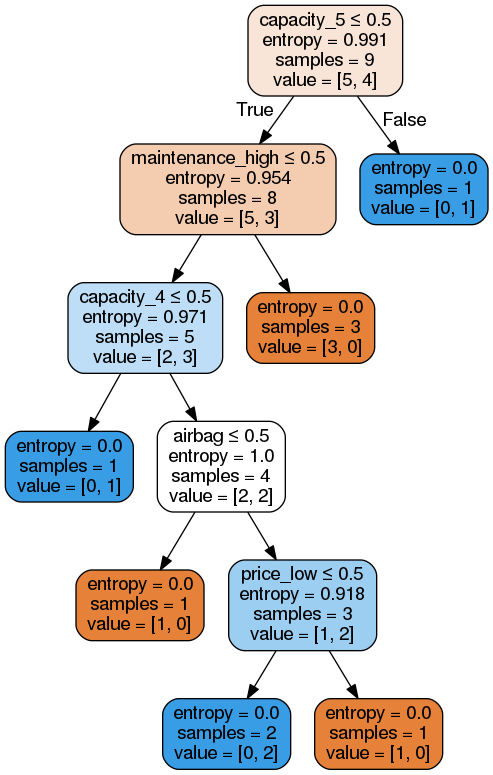 capacity_5 ≤ 0.5
entropy = 0.991
samples = 9
value = [5, 4]
True
False
maintenance_high ≤ 0.5
entropy = 0.954
samples = 8
value = [5, 3]
entropy = 0.0
samples = 1
value = [0, 1]
capacity_4 ≤ 0.5
entropy = 0.971
samples = 5
value = [2, 3]
entropy = 0.0
samples = 3
value = [3, 0]
entropy = 0.0
samples = 1
value = [0, 1]
airbag ≤ 0.5
entropy = 1.0
samples = 4
value = [2, 2]
entropy = 0.0
samples = 1
value = [1, 0]
price_low ≤ 0.5
entropy = 0.918
samples = 3
value = [1, 2]
entropy = 0.0
samples = 2
value = [0, 2]
entropy = 0.0
samples = 1
value = [1, 0]